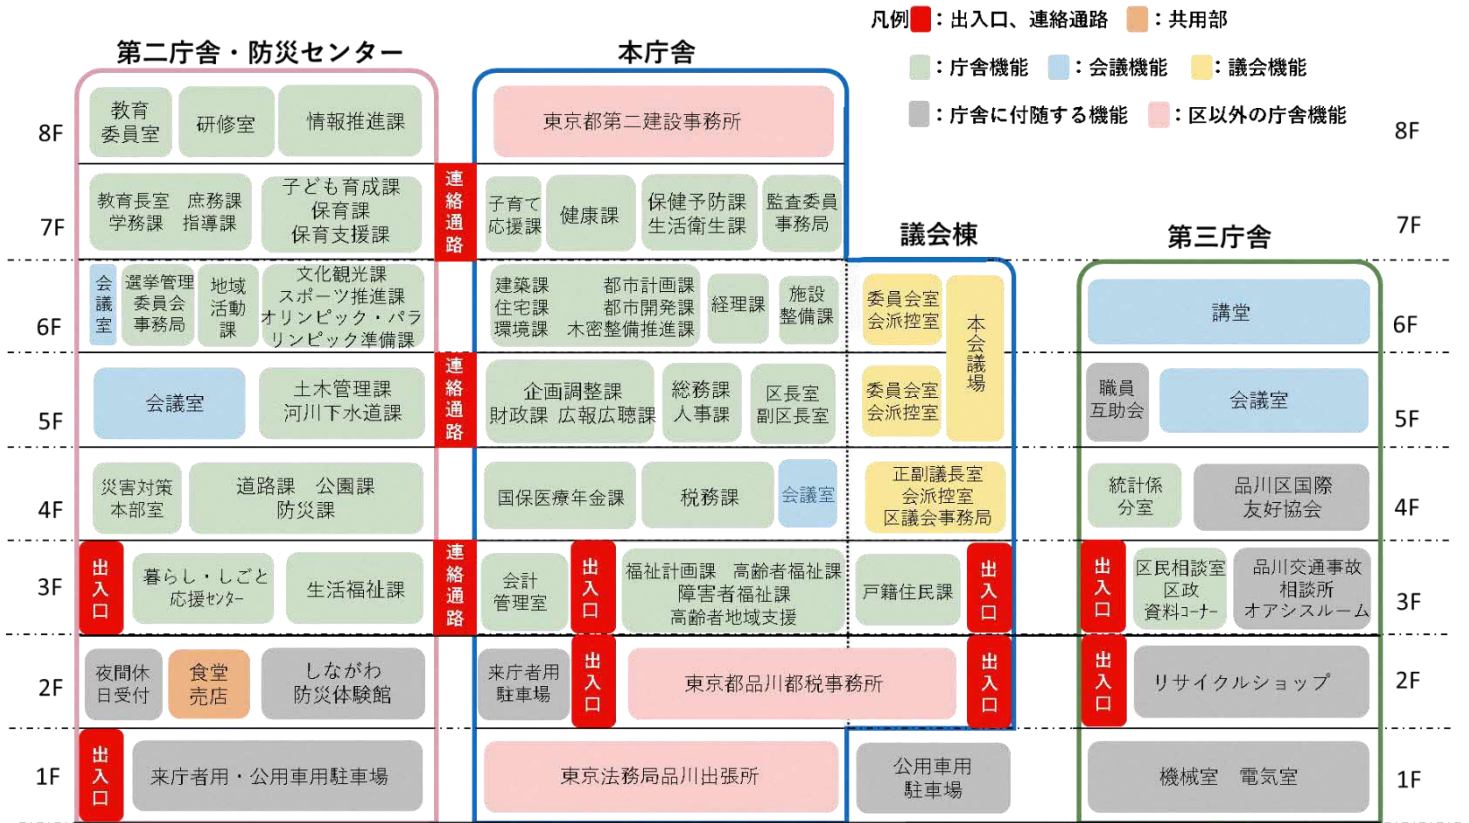 凡例 ：出入口、連絡通路 ：共用部
：庁舎機能 ：会議機能 ：議会機能
：庁舎に付随する機能 ：区以外の庁舎機能
第二庁舎・防災センター
本庁舎
議会棟
第三庁舎
8F
教育
委員室
研修室
情報推進課
東京都第二建設事務所
8F
7F
教育長室 庶務課
学務課 指導課
子ども育成課
保育課
保育支援課
連絡通路
子育て
応援課
健康課
保健予防課
生活衛生課
監査委員
事務局
7F
6F
会議室
選挙管理
委員会
事務局
地域
活動
課
文化観光課
スポーツ推進課
オリンピック・パラ
リンピック準備課
建築課 都市計画課
住宅課 都市開発課
環境課 木密整備推進課
経理課
施設
整備課
委員会室
会派控室
本会議場
講堂
6F
5F
会議室
土木管理課
河川下水道課
連絡通路
企画調整課
財政課 広報広聴課
総務課
人事課
区長室
副区長室
委員会室
会派控室
職員
互助会
会議室
5F
4F
災害対策
本部室
道路課 公園課
防災課
国保医療年金課
税務課
会議室
正副議長室
会派控室
区議会事務局
統計係
分室
品川区国際
友好協会
4F
3F
出入口
暮らし・しごと
応援ｾﾝﾀｰ
生活福祉課
連絡通路
会計
管理室
出入口
福祉計画課 高齢者福祉課
障害者福祉課
高齢者地域支援
戸籍住民課
出入口
出入口
区民相談室
区政
資料ｺｰﾅｰ
品川交通事故
相談所
オアシスルーム
3F
2F
夜間休
日受付
食堂
売店
しながわ
防災体験館
来庁者用
駐車場
出入口
東京都品川都税事務所
出入口
出入口
リサイクルショップ
2F
1F
出入口
来庁者用・公用車用駐車場
東京法務局品川出張所
公用車用
駐車場
機械室 電気室
1F